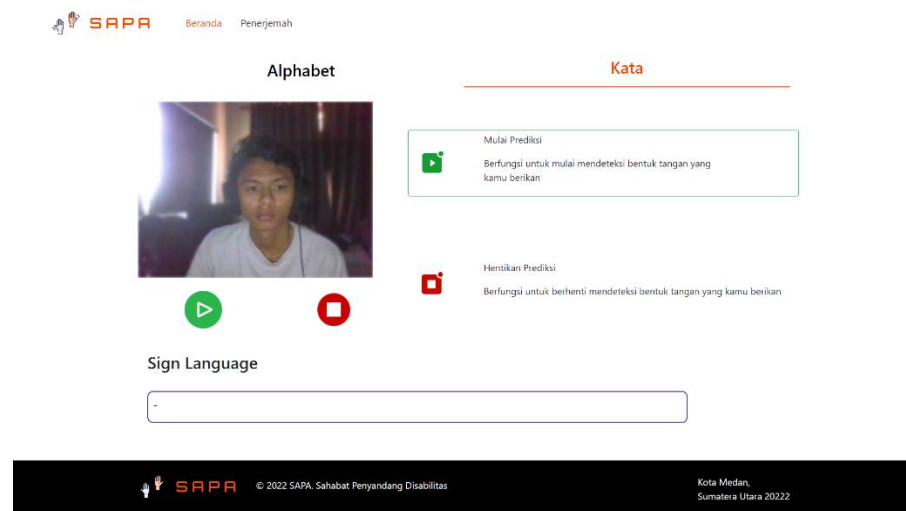 SAPA Beranda Penerjemah
Alphabet
Kata
Mulai Prediksi
Berfungsi untuk mulai mendeteksi bentuk tangan yang
kamu berikan
Hentikan Prediksi
Berfungsi untuk berhenti mendeteksi bentuk tangan yang kamu berikan
Sign Language
-
SAPA © 2022 SAPA. Sahabat Penyandang Disabilitas
Kota Medan,
Sumatera Utara 20222